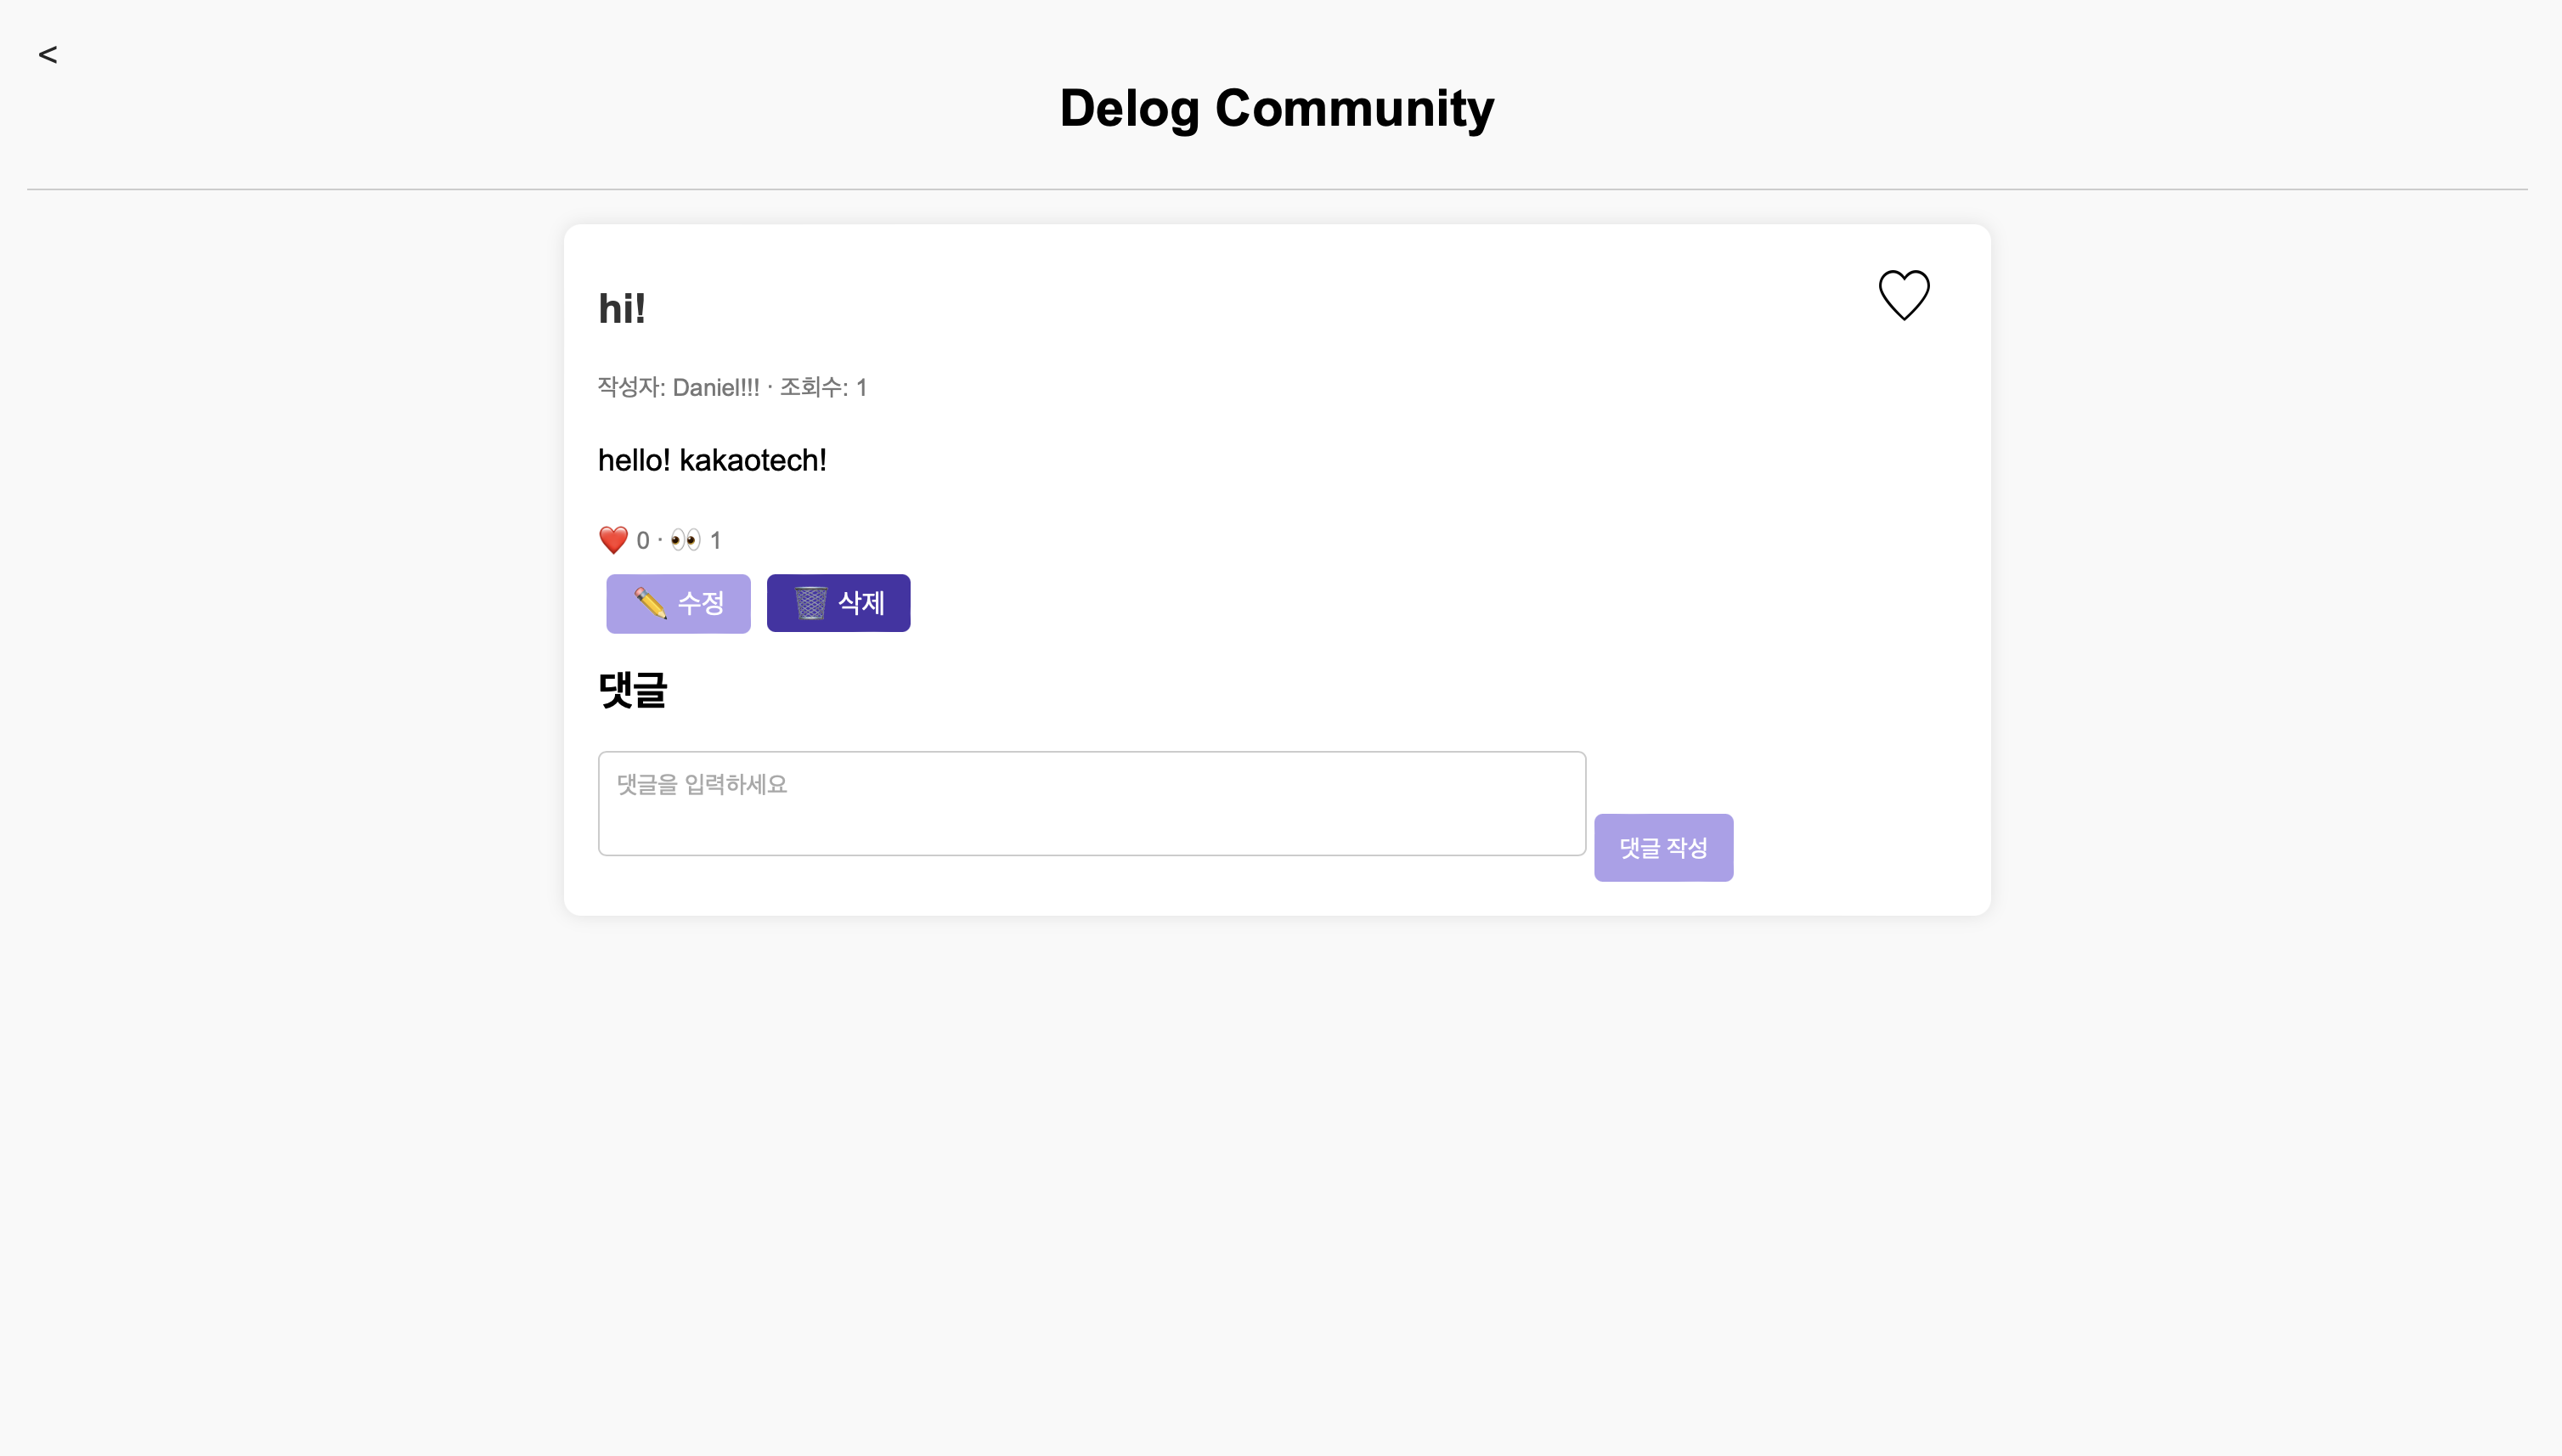 <
Delog Community
hi!
작성자: Daniel!!! · 조회수: 1
hello! kakaotech!
❤️ 0 · 👀 1
✏️ 수정 🗑️ 삭제
댓글
댓글을 입력하세요
댓글 작성